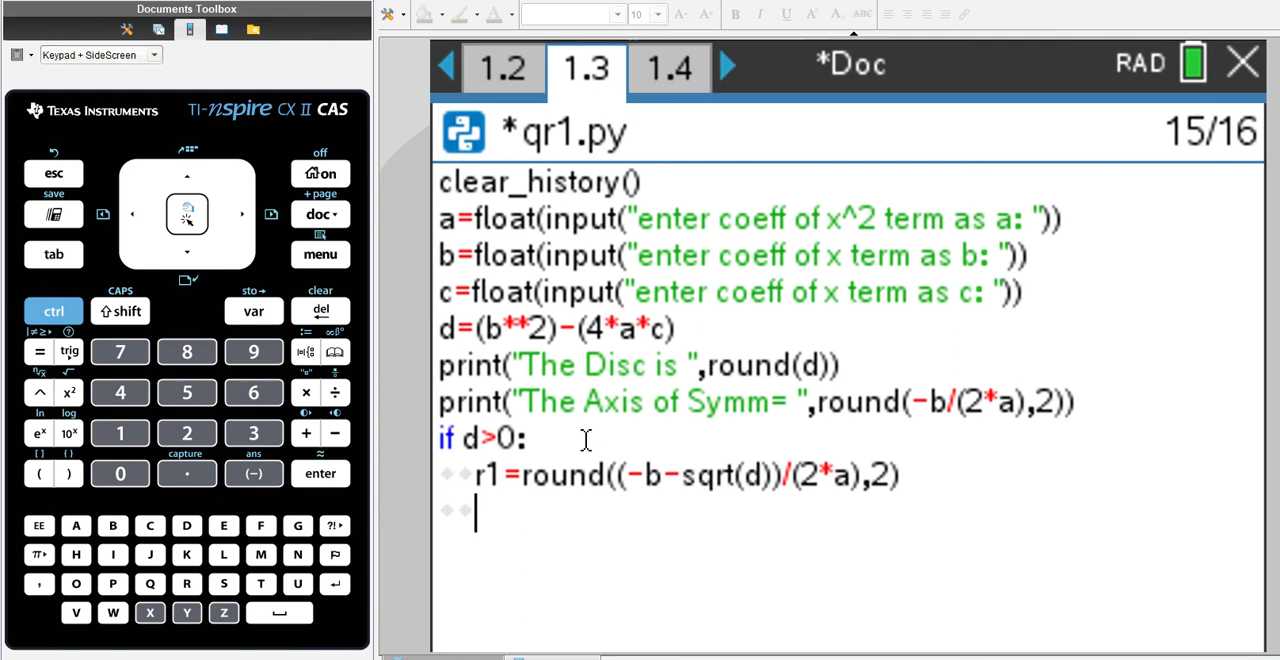 Documents Toolbox
Keypad + SideScreen
TEXAS INSTRUMENTS TI-nspire CX II CAS
esc
off
on
save
+ page
doc
tab
menu
CAPS
sto→
clear
ctrl
shift
var
del
= trig 7 8 9
^ x² 4 5 6 × ÷
ln log
eˣ 10ˣ 1 2 3 + −
[ ] { } capture ans ≈
( ) 0 . (−) enter
EE A B C D E F G ?!▸
π▸ H I J K L M N
, O P Q R S T U
V W X Y Z
10
A- A+ B I U ABC
1.2 1.3 1.4 *Doc RAD
*qr1.py 15/16
clear_history()
a=float(input("enter coeff of x^2 term as a: "))
b=float(input("enter coeff of x term as b: "))
c=float(input("enter coeff of x term as c: "))
d=(b**2)-(4*a*c)
print("The Disc is ",round(d))
print("The Axis of Symm= ",round(-b/(2*a),2))
if d>0:
r1=round((-b-sqrt(d))/(2*a),2)